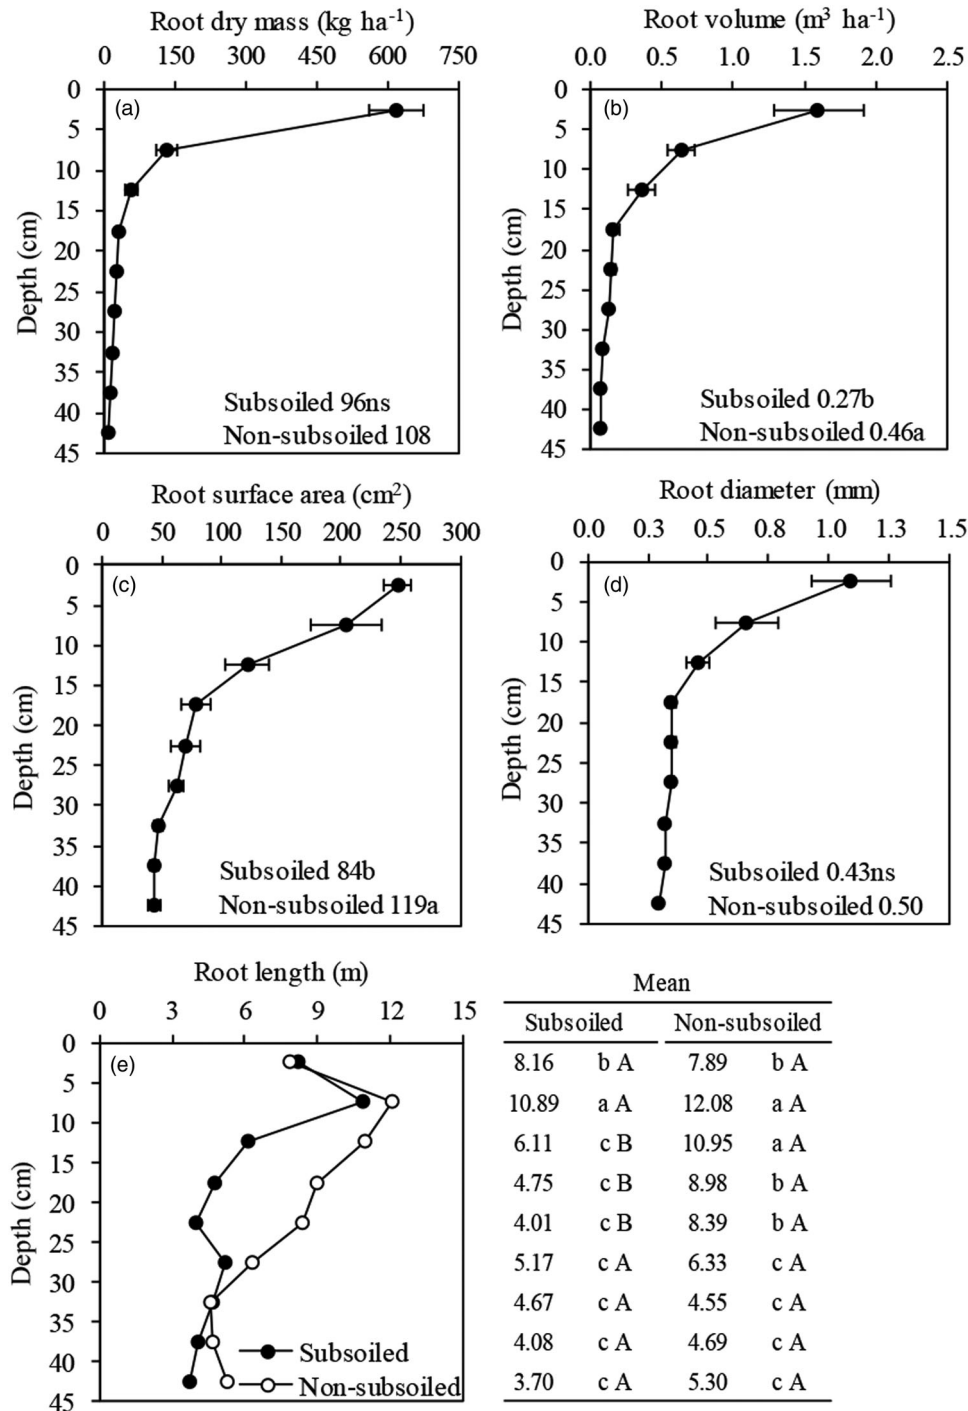 Root dry mass (kg ha-1)
0 150 300 450 600 750
(a)
0
5
10
15
20
25
30
35
40
45
Depth (cm)
Subsoiled 96ns
Non-subsoiled 108
Root volume (m3 ha-1)
0.0 0.5 1.0 1.5 2.0 2.5
(b)
0
5
10
15
20
25
30
35
40
45
Depth (cm)
Subsoiled 0.27b
Non-subsoiled 0.46a
Root surface area (cm2)
0 50 100 150 200 250 300
(c)
0
5
10
15
20
25
30
35
40
45
Depth (cm)
Subsoiled 84b
Non-subsoiled 119a
Root diameter (mm)
0.0 0.3 0.5 0.8 1.0 1.3 1.5
(d)
0
5
10
15
20
25
30
35
40
45
Depth (cm)
Subsoiled 0.43ns
Non-subsoiled 0.50
Root length (m)
0 3 6 9 12 15
(e)
0
5
10
15
20
25
30
35
40
45
Depth (cm)
Subsoiled
Non-subsoiled
Mean
Subsoiled Non-subsoiled
8.16 b A 7.89 b A
10.89 a A 12.08 a A
6.11 c B 10.95 a A
4.75 c B 8.98 b A
4.01 c B 8.39 b A
5.17 c A 6.33 c A
4.67 c A 4.55 c A
4.08 c A 4.69 c A
3.70 c A 5.30 c A